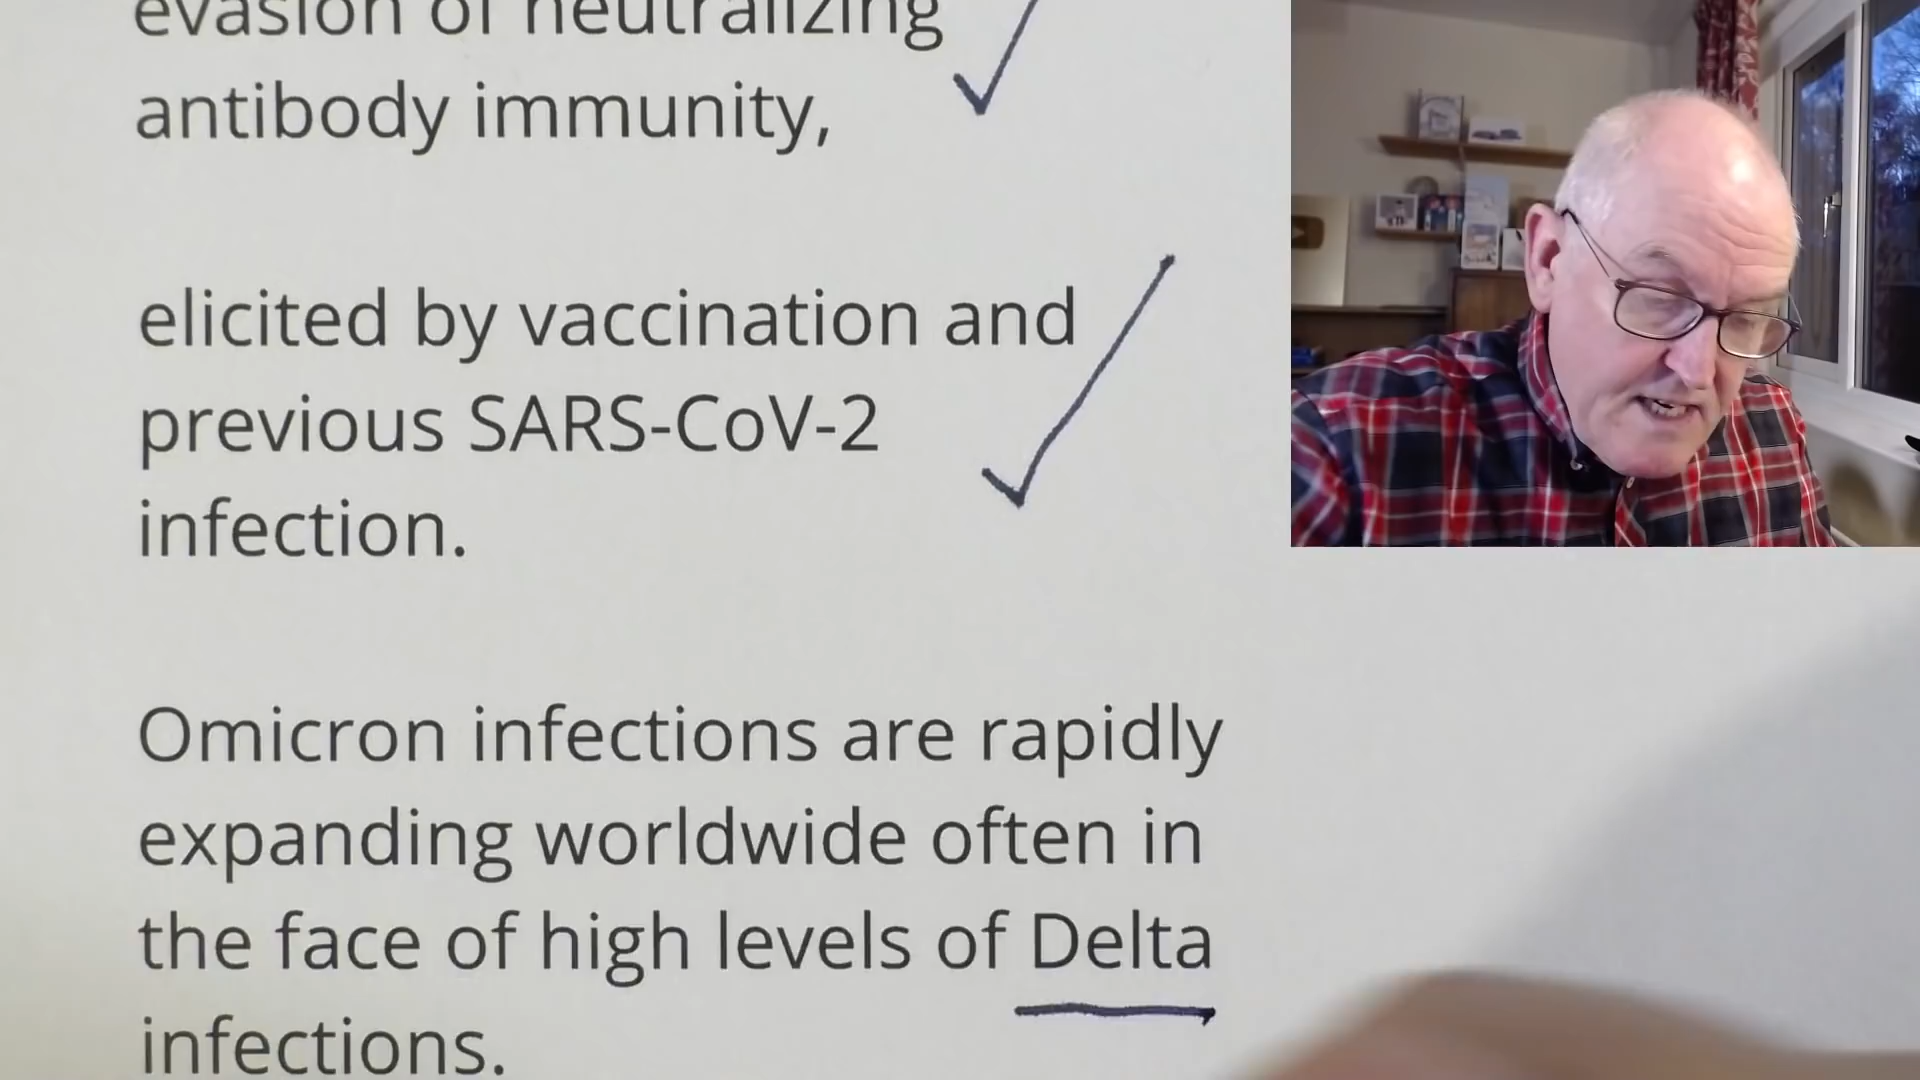 evasion of neutralizing
antibody immunity,
elicited by vaccination and
previous SARS-CoV-2
infection.
Omicron infections are rapidly
expanding worldwide often in
the face of high levels of Delta
infections.